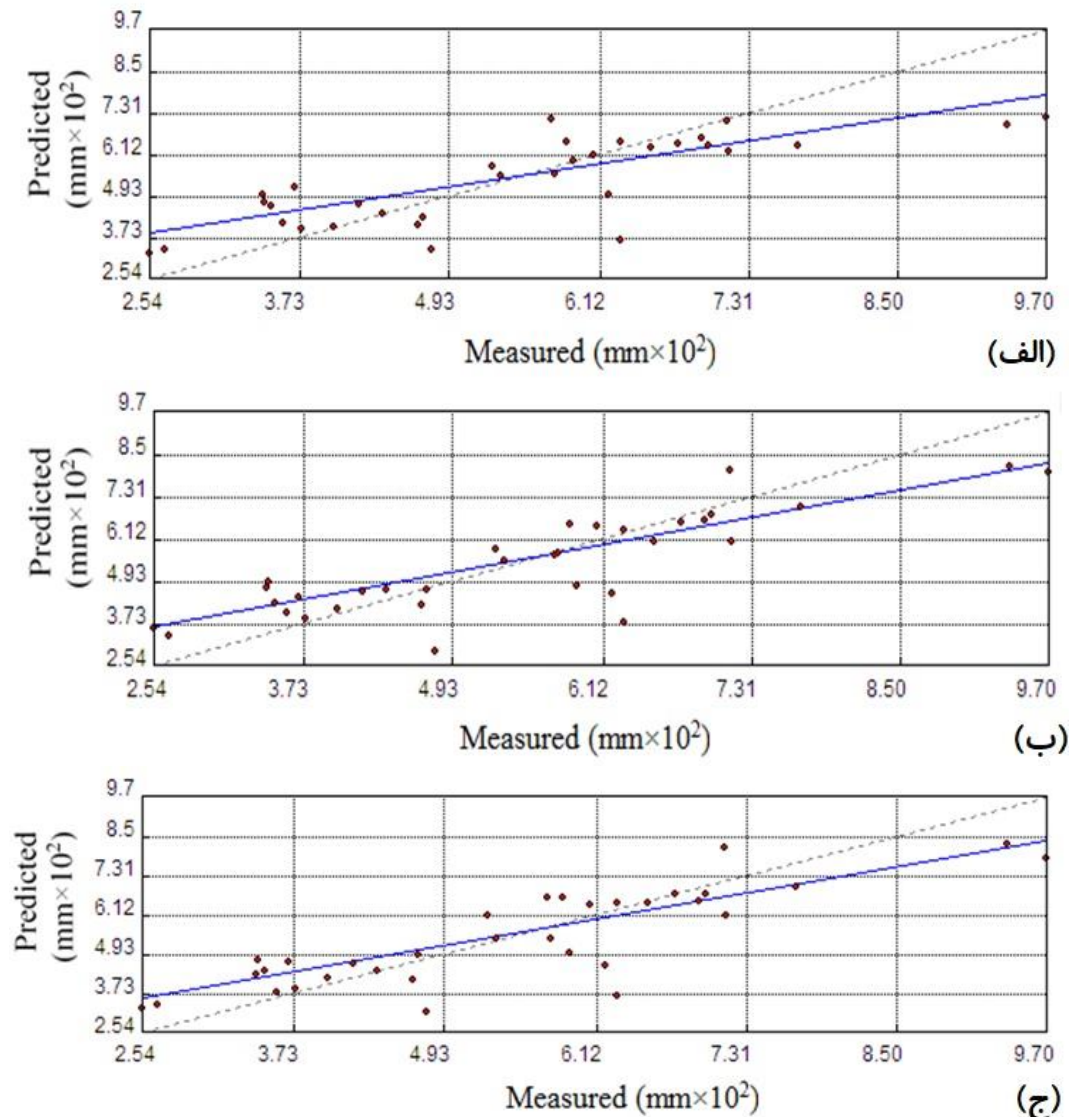 9.7
8.5
7.31
6.12
4.93
3.73
2.54
Predicted
(mm×10²)
2.54 3.73 4.93 6.12 7.31 8.50 9.70
Measured (mm×10²)
(الف)
9.7
8.5
7.31
6.12
4.93
3.73
2.54
Predicted
(mm×10²)
2.54 3.73 4.93 6.12 7.31 8.50 9.70
Measured (mm×10²)
(ب)
9.7
8.5
7.31
6.12
4.93
3.73
2.54
Predicted
(mm×10²)
2.54 3.73 4.93 6.12 7.31 8.50 9.70
Measured (mm×10²)
(ج)